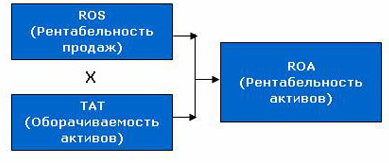 ROS
(Рентабельность
продаж)
X
TAT
(Оборачиваемость
активов)
ROA
(Рентабельность
активов)